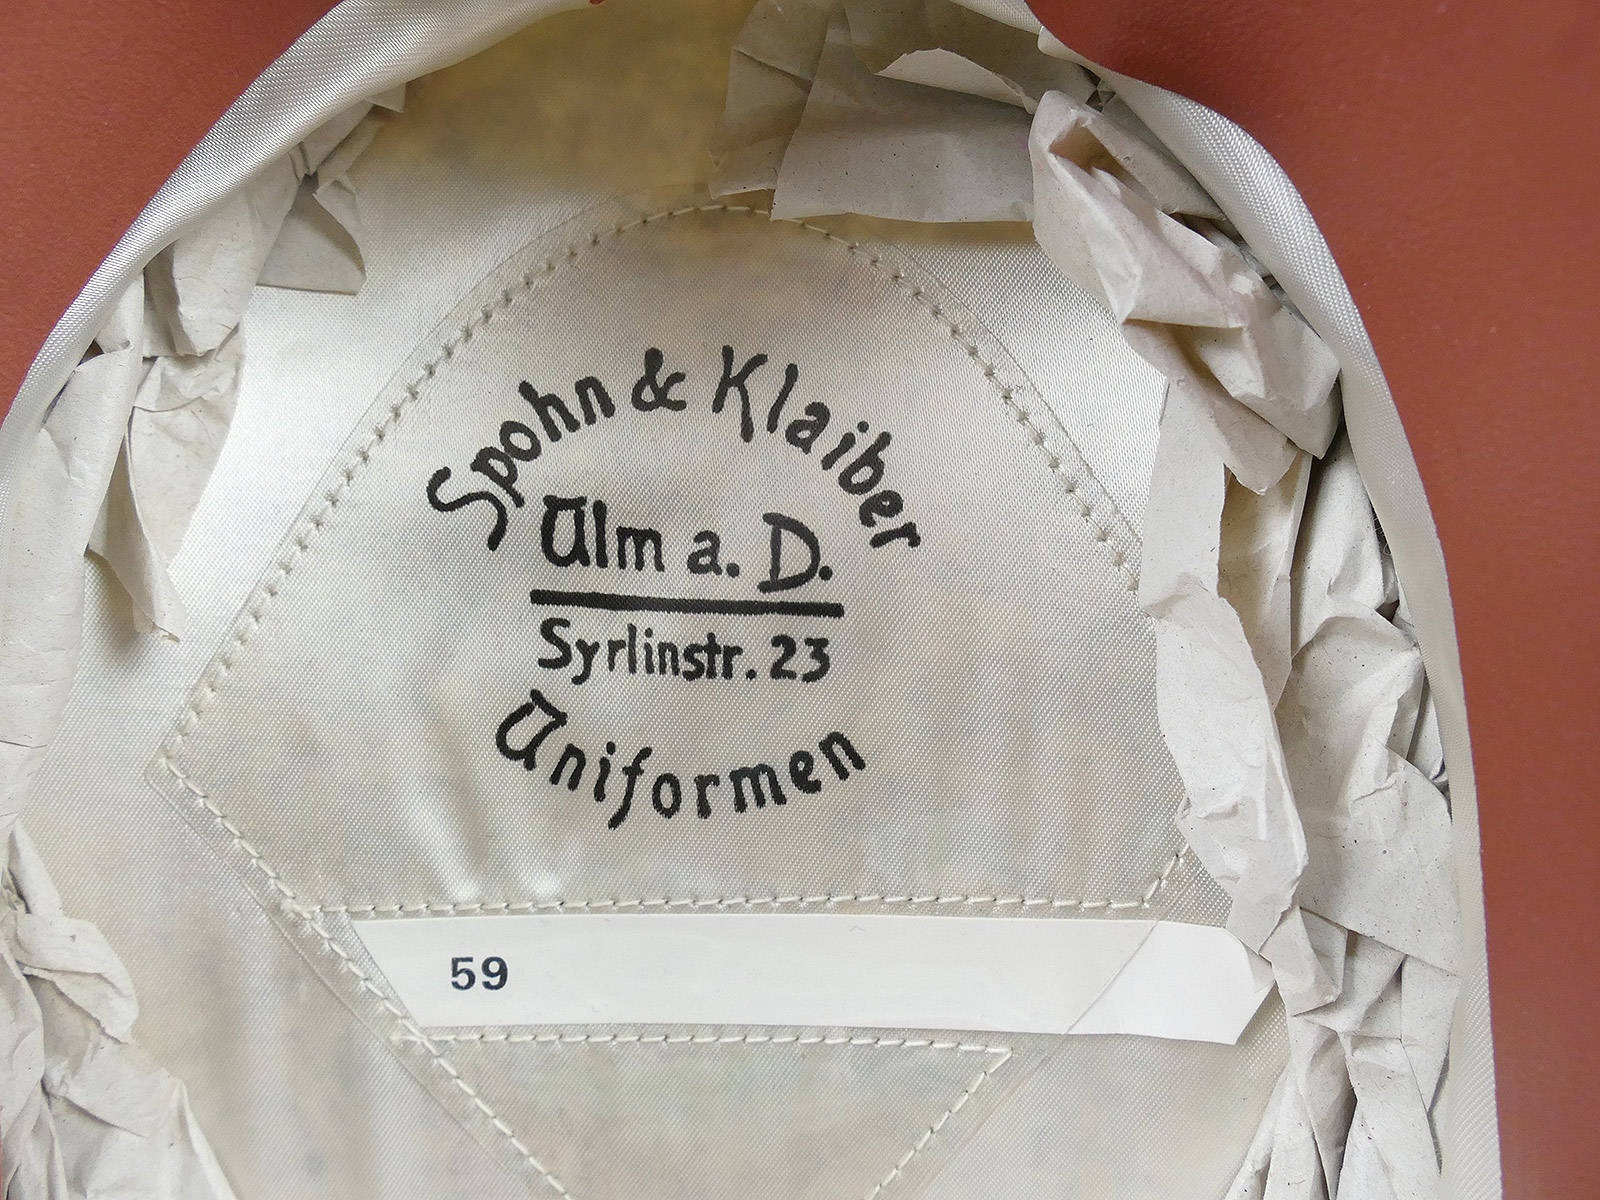 Spohn & Klaiber
Ulm a. D.
Syrlinstr. 23
Uniformen
59